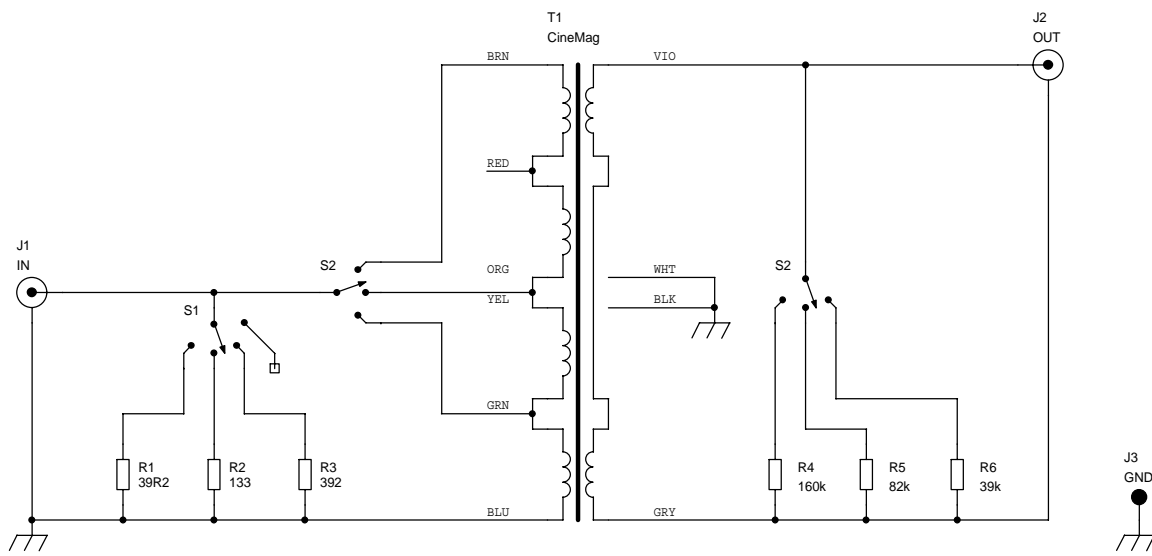 T1
CineMag
J2
OUT
BRN
VIO
RED
J1
IN
S2
ORG
YEL
WHT
BLK
S2
S1
GRN
R1
39R2
R2
133
R3
392
R4
160k
R5
82k
R6
39k
J3
GND
BLU
GRY